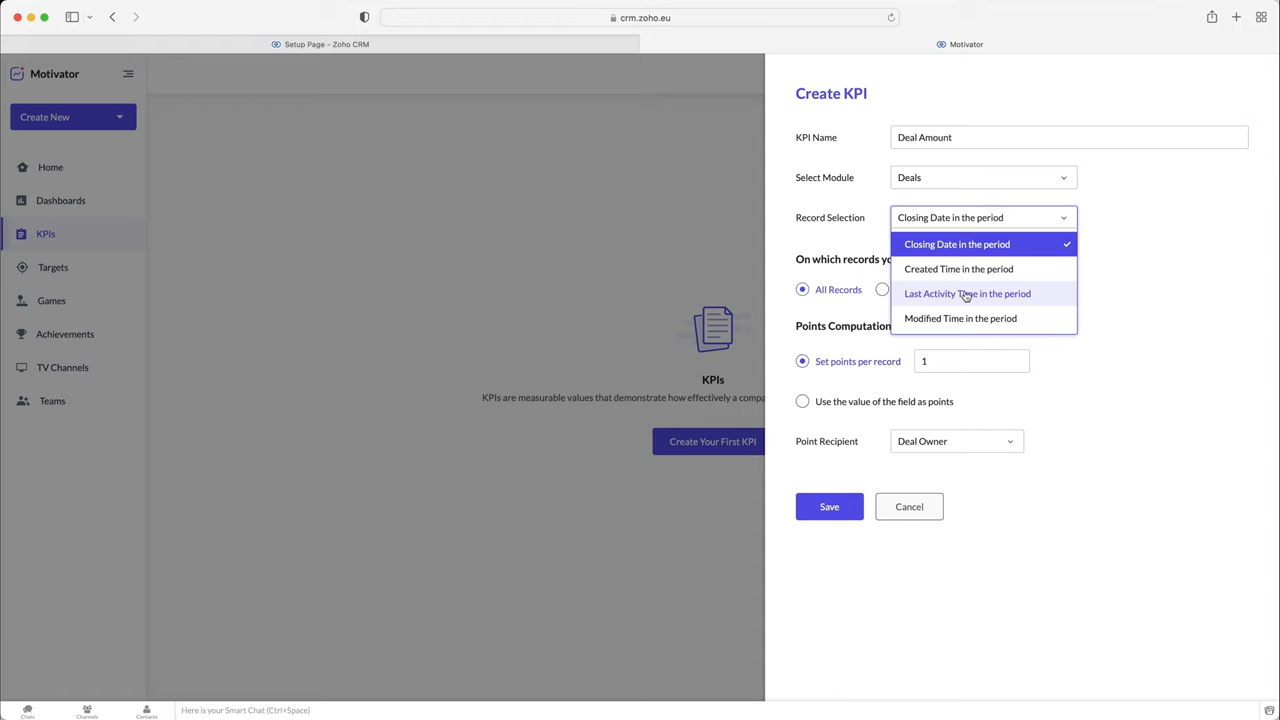 crm.zoho.eu
Setup Page - Zoho CRM
Motivator
Motivator
Create New
Home
Dashboards
KPIs
Targets
Games
Achievements
TV Channels
Teams
KPIs
KPIs are measurable values that demonstrate how effectively a compa
Create Your First KPI
Create KPI
KPI Name
Deal Amount
Select Module
Deals
Record Selection
Closing Date in the period
Closing Date in the period
Created Time in the period
Last Activity Time in the period
Modified Time in the period
On which records yo
All Records
Points Computation
Set points per record
1
Use the value of the field as points
Point Recipient
Deal Owner
Save
Cancel
Chats
Channels
Contacts
Here is your Smart Chat (Ctrl+Space)